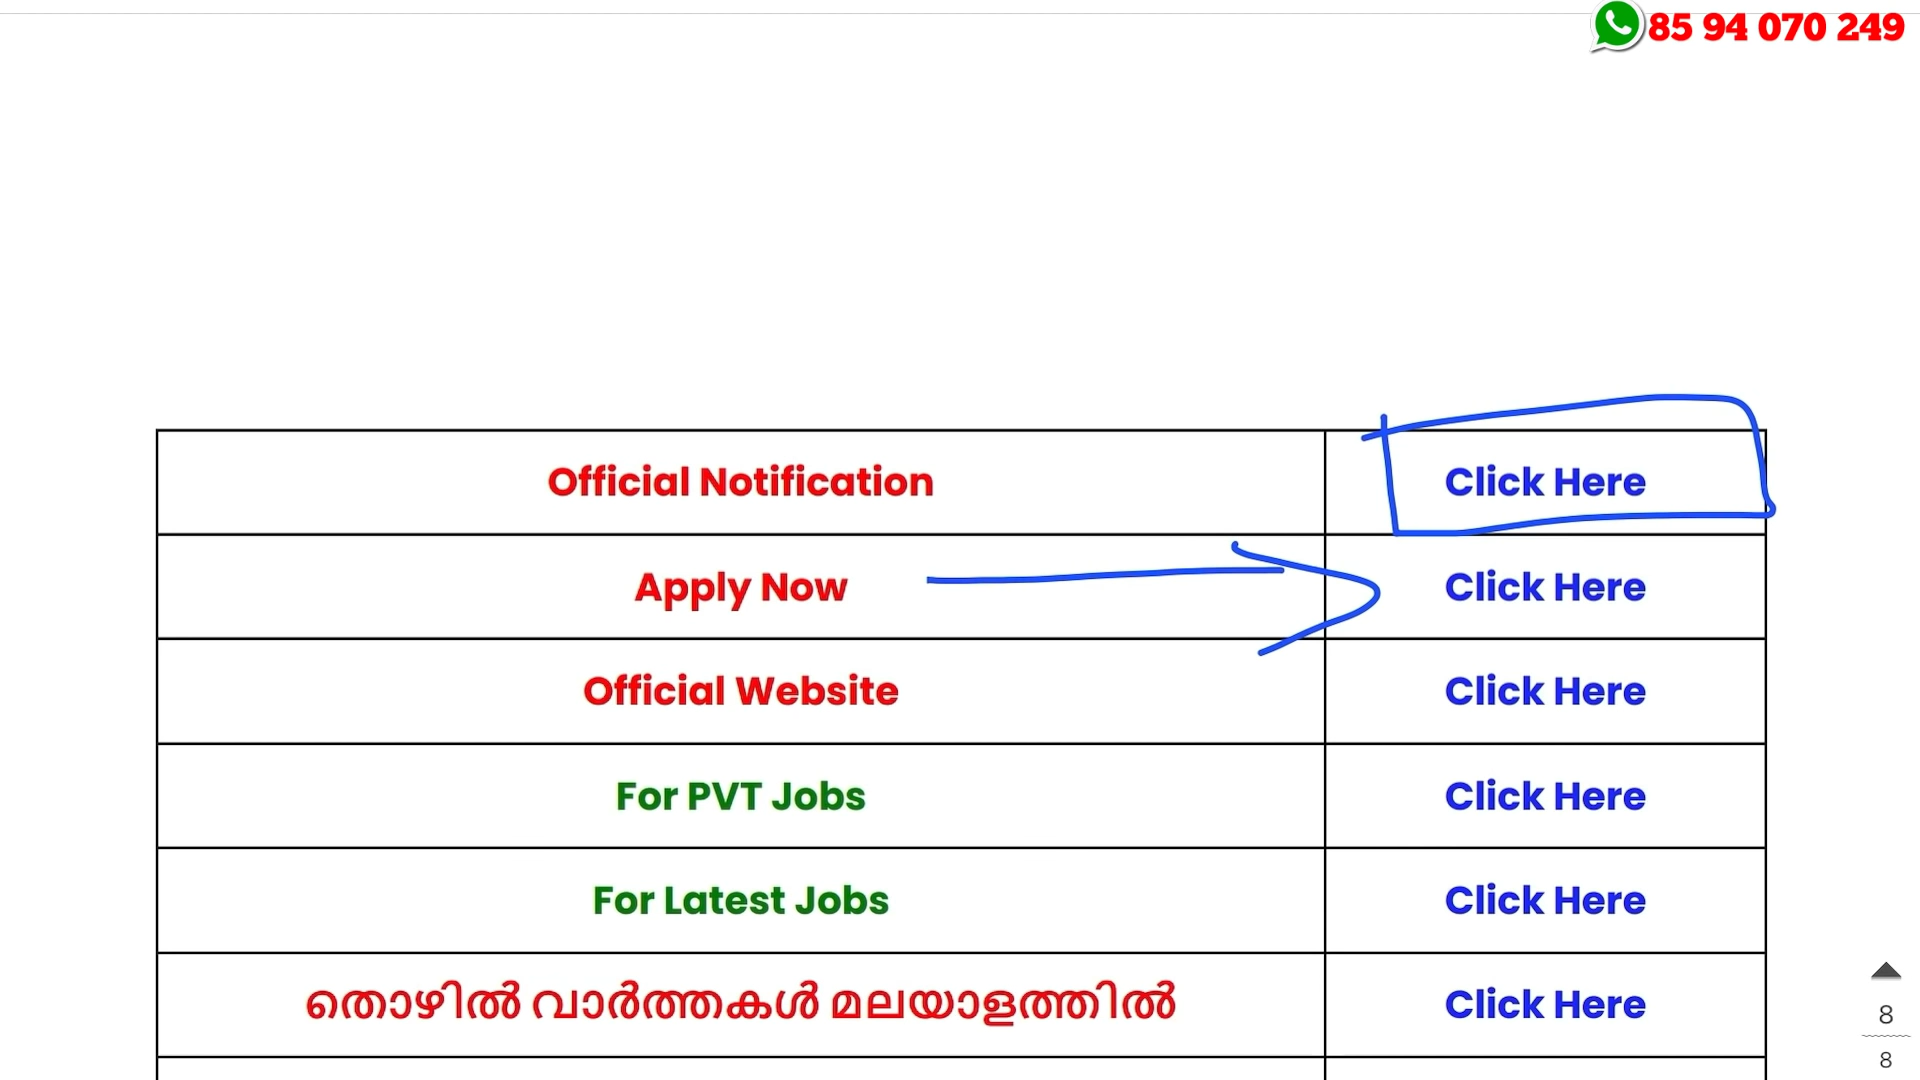 85 94 070 249
Official Notification Click Here
Apply Now Click Here
Official Website Click Here
For PVT Jobs Click Here
For Latest Jobs Click Here
തൊഴിൽ വാർത്തകൾ മലയാളത്തിൽ Click Here
8
8